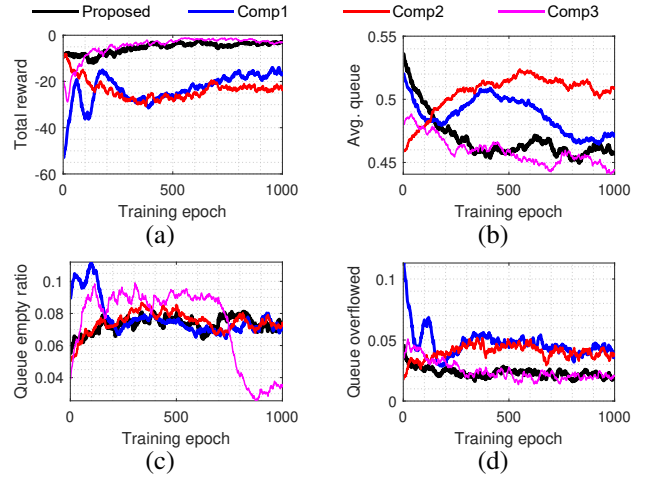 Proposed Comp1 Comp2 Comp3
0
-20
-40
-60
Total reward
0 500 1000
Training epoch
(a)
0.55
0.5
0.45
Avg. queue
0 500 1000
Training epoch
(b)
0.1
0.08
0.06
0.04
Queue empty ratio
0 500 1000
Training epoch
(c)
0.1
0.05
0
Queue overflowed
0 500 1000
Training epoch
(d)